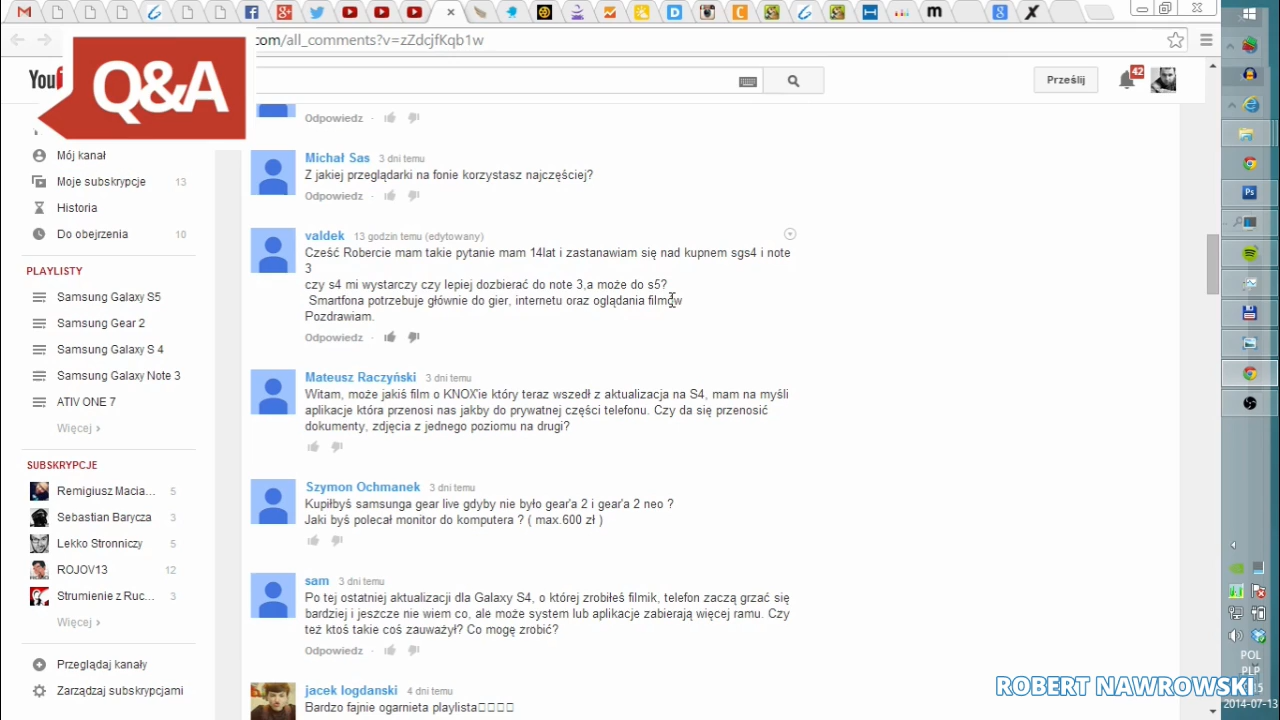 com/all_comments?v=zZdcjfKqb1w
You
Q&A
Prześlij
42
Mój kanał
Moje subskrypcje 13
Historia
Do obejrzenia 10
PLAYLISTY
Samsung Galaxy S5
Samsung Gear 2
Samsung Galaxy S 4
Samsung Galaxy Note 3
ATIV ONE 7
Więcej ›
SUBSKRYPCJE
Remigiusz Macia... 5
Sebastian Barycza 3
Lekko Stronniczy 5
ROJOV13 12
Strumienie z Ruc... 3
Więcej ›
Przeglądaj kanały
Zarządzaj subskrypcjami
Odpowiedz ·
Michał Sas 3 dni temu
Z jakiej przeglądarki na fonie korzystasz najczęściej?
Odpowiedz ·
valdek 13 godzin temu (edytowany)
Cześć Robercie mam takie pytanie mam 14lat i zastanawiam się nad kupnem sgs4 i note
3
czy s4 mi wystarczy czy lepiej dozbierać do note 3,a może do s5?
Smartfona potrzebuje głównie do gier, internetu oraz oglądania filmów
Pozdrawiam.
Odpowiedz ·
Mateusz Raczyński 3 dni temu
Witam, może jakiś film o KNOX'ie który teraz wszedł z aktualizacja na S4, mam na myśli
aplikacje która przenosi nas jakby do prywatnej części telefonu. Czy da się przenosić
dokumenty, zdjęcia z jednego poziomu na drugi?
Szymon Ochmanek 3 dni temu
Kupiłbyś samsunga gear live gdyby nie było gear'a 2 i gear'a 2 neo ?
Jaki byś polecał monitor do komputera ? ( max.600 zł )
sam 3 dni temu
Po tej ostatniej aktualizacji dla Galaxy S4, o której zrobiłeś filmik, telefon zaczą grzać się
bardziej i jeszcze nie wiem co, ale może system lub aplikacje zabierają więcej ramu. Czy
też ktoś takie coś zauważył? Co mogę zrobić?
Odpowiedz ·
jacek logdanski 4 dni temu
Bardzo fajnie ogarnieta playlista
POL
PLP
ROBERT NAWROWSKI
2014-07-13